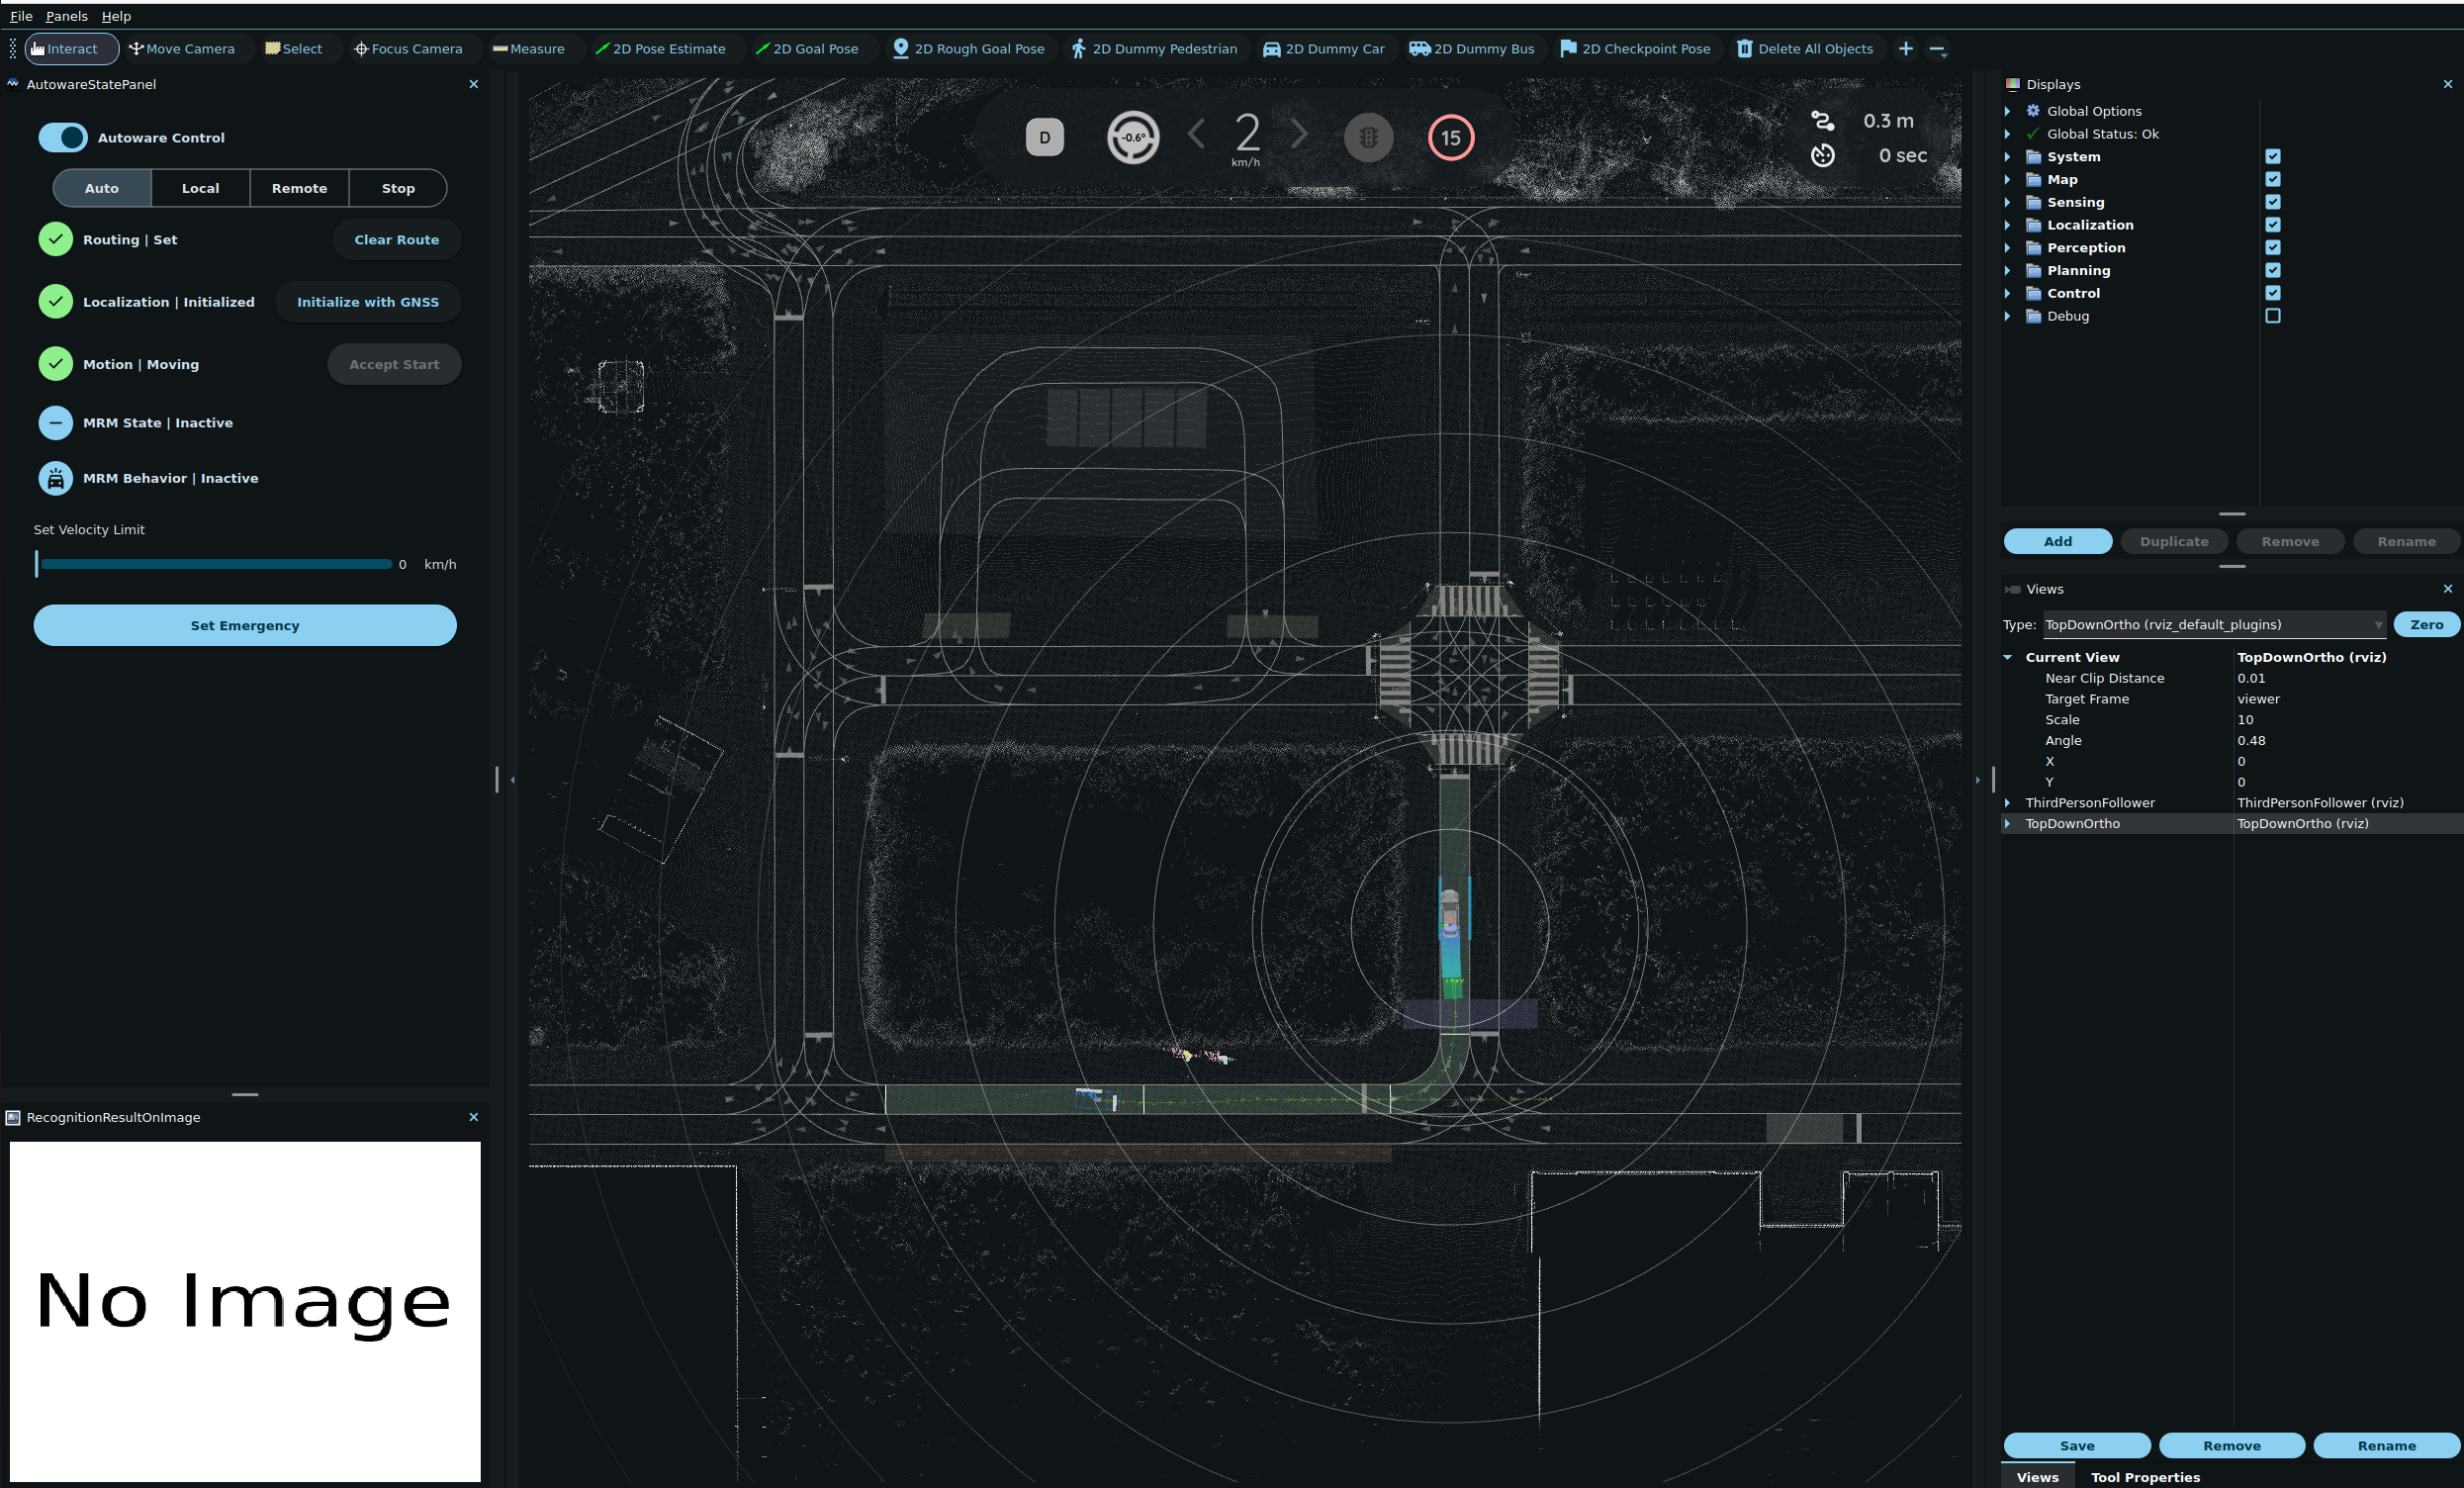 File Panels Help
Interact Move Camera Select Focus Camera Measure 2D Pose Estimate 2D Goal Pose 2D Rough Goal Pose 2D Dummy Pedestrian 2D Dummy Car 2D Dummy Bus 2D Checkpoint Pose Delete All Objects
AutowareStatePanel
Autoware Control
Auto Local Remote Stop
Routing | Set Clear Route
Localization | Initialized Initialize with GNSS
Motion | Moving Accept Start
MRM State | Inactive
MRM Behavior | Inactive
Set Velocity Limit
0 km/h
Set Emergency
RecognitionResultOnImage
No Image
D -0.6° 2 15
km/h
0.3 m
0 sec
Displays
Global Options
Global Status: Ok
System
Map
Sensing
Localization
Perception
Planning
Control
Debug
Add Duplicate Remove Rename
Views
Type: TopDownOrtho (rviz_default_plugins) Zero
Current View TopDownOrtho (rviz)
Near Clip Distance 0.01
Target Frame viewer
Scale 10
Angle 0.48
X 0
Y 0
ThirdPersonFollower ThirdPersonFollower (rviz)
TopDownOrtho TopDownOrtho (rviz)
Save Remove Rename
Views Tool Properties